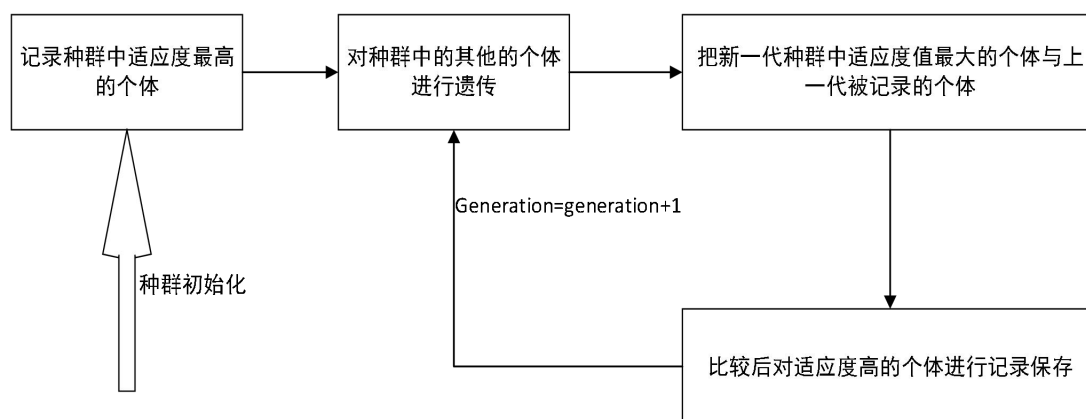 记录种群中适应度最高
的个体
对种群中的其他的个体
进行遗传
把新一代种群中适应度值最大的个体与上
一代被记录的个体
Generation=generation+1
种群初始化
比较后对适应度高的个体进行记录保存